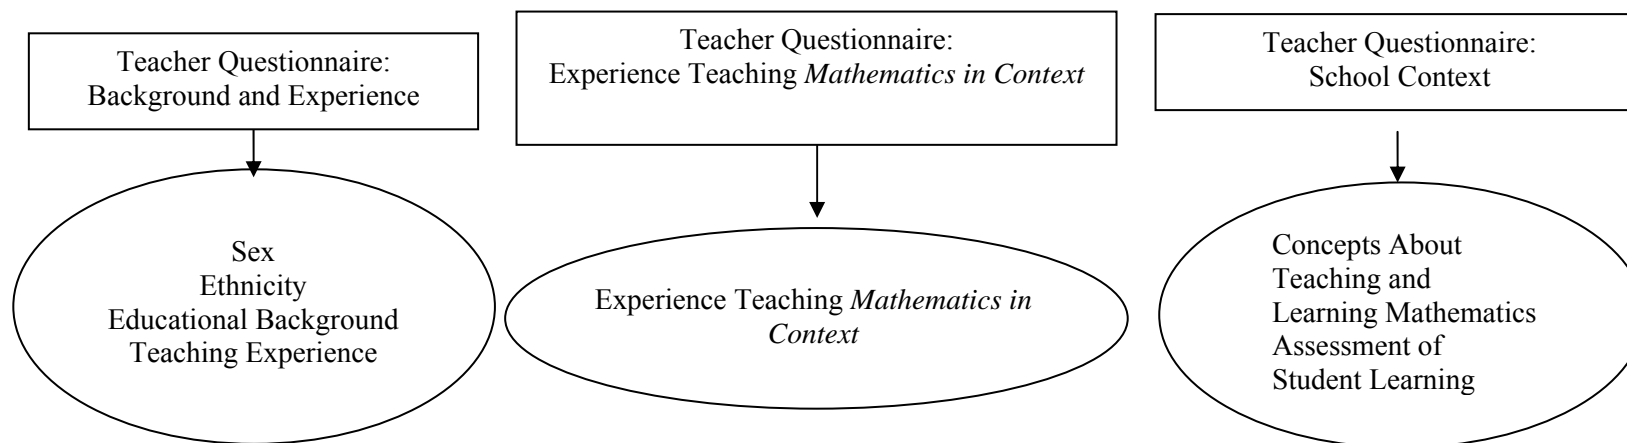 Teacher Questionnaire:
Background and Experience
Teacher Questionnaire:
Experience Teaching Mathematics in Context
Teacher Questionnaire:
School Context
Sex
Ethnicity
Educational Background
Teaching Experience
Experience Teaching Mathematics in
Context
Concepts About
Teaching and
Learning Mathematics
Assessment of
Student Learning